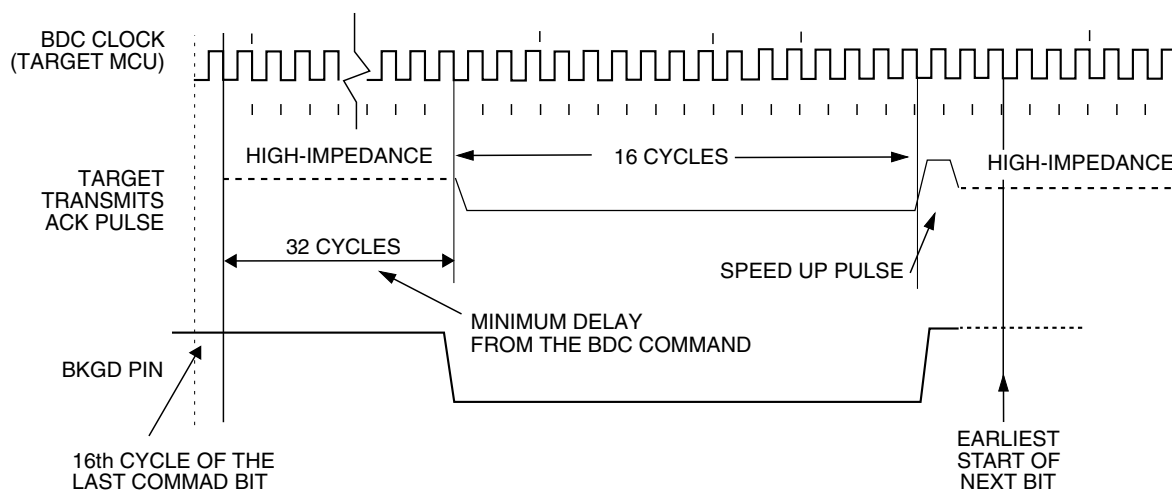 BDC CLOCK
(TARGET MCU)
HIGH-IMPEDANCE
16 CYCLES
HIGH-IMPEDANCE
TARGET
TRANSMITS
ACK PULSE
32 CYCLES
SPEED UP PULSE
MINIMUM DELAY
FROM THE BDC COMMAND
BKGD PIN
16th CYCLE OF THE
LAST COMMAD BIT
EARLIEST
START OF
NEXT BIT